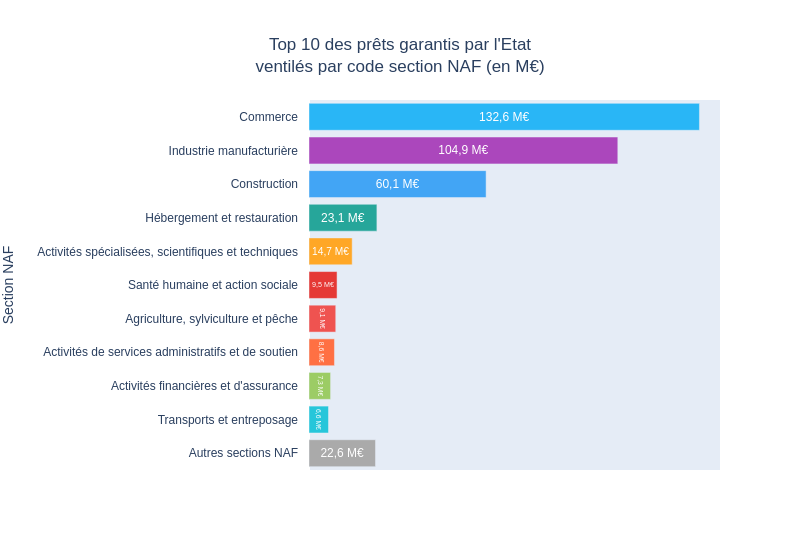 Top 10 des prêts garantis par l'Etat
ventilés par code section NAF (en M€)
Section NAF
Commerce 132,6 M€
Industrie manufacturière 104,9 M€
Construction 60,1 M€
Hébergement et restauration 23,1 M€
Activités spécialisées, scientifiques et techniques 14,7 M€
Santé humaine et action sociale 9,5 M€
Agriculture, sylviculture et pêche 9,1 M€
Activités de services administratifs et de soutien 8,6 M€
Activités financières et d'assurance 7,3 M€
Transports et entreposage 6,6 M€
Autres sections NAF 22,6 M€